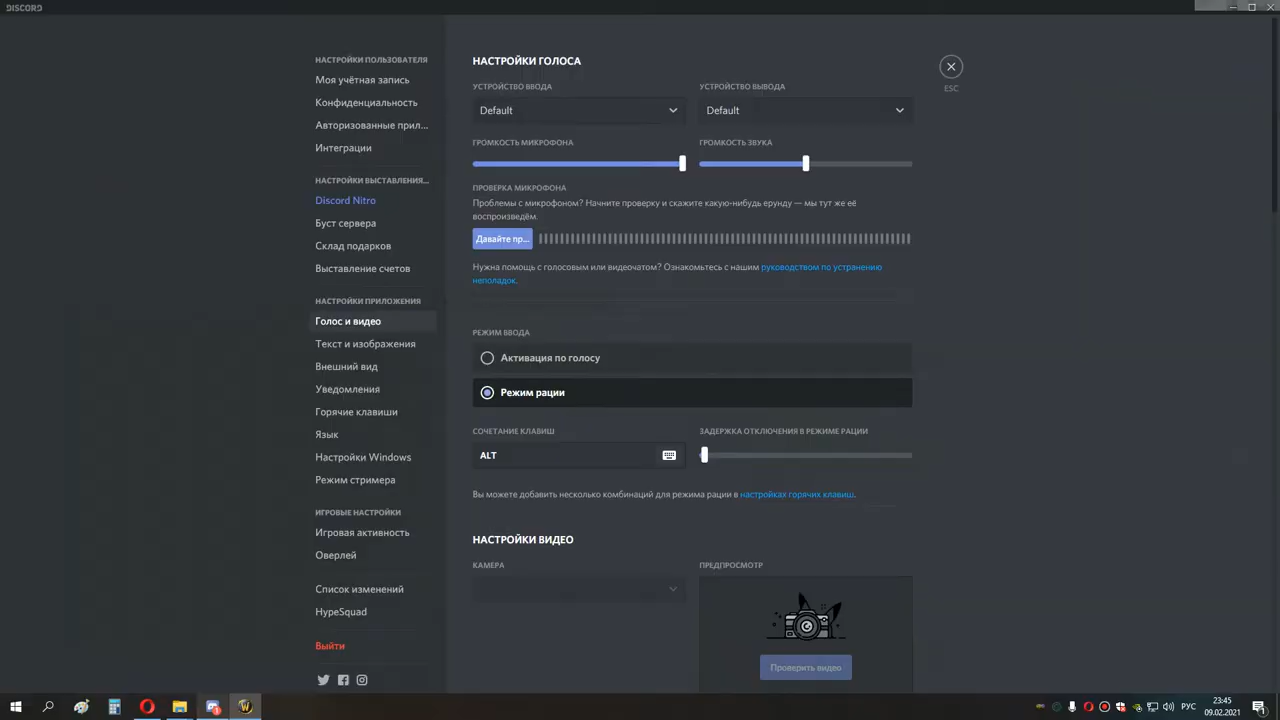 DISCORD
НАСТРОЙКИ ПОЛЬЗОВАТЕЛЯ
Моя учётная запись
Конфиденциальность
Авторизованные прил...
Интеграции
НАСТРОЙКИ ВЫСТАВЛЕНИЯ...
Discord Nitro
Буст сервера
Склад подарков
Выставление счетов
НАСТРОЙКИ ПРИЛОЖЕНИЯ
Голос и видео
Текст и изображения
Внешний вид
Уведомления
Горячие клавиши
Язык
Настройки Windows
Режим стримера
ИГРОВЫЕ НАСТРОЙКИ
Игровая активность
Оверлей
Список изменений
HypeSquad
Выйти
НАСТРОЙКИ ГОЛОСА
УСТРОЙСТВО ВВОДА
УСТРОЙСТВО ВЫВОДА
Default
Default
ГРОМКОСТЬ МИКРОФОНА
ГРОМКОСТЬ ЗВУКА
ПРОВЕРКА МИКРОФОНА
Проблемы с микрофоном? Начните проверку и скажите какую-нибудь ерунду — мы тут же её
воспроизведём.
Давайте пр...
Нужна помощь с голосовым или видеочатом? Ознакомьтесь с нашим руководством по устранению
неполадок.
РЕЖИМ ВВОДА
Активация по голосу
Режим рации
СОЧЕТАНИЕ КЛАВИШ
ЗАДЕРЖКА ОТКЛЮЧЕНИЯ В РЕЖИМЕ РАЦИИ
ALT
Вы можете добавить несколько комбинаций для режима рации в настройках горячих клавиш.
НАСТРОЙКИ ВИДЕО
КАМЕРА
ПРЕДПРОСМОТР
Проверить видео
ESC
РУС
23:45
09.02.2021